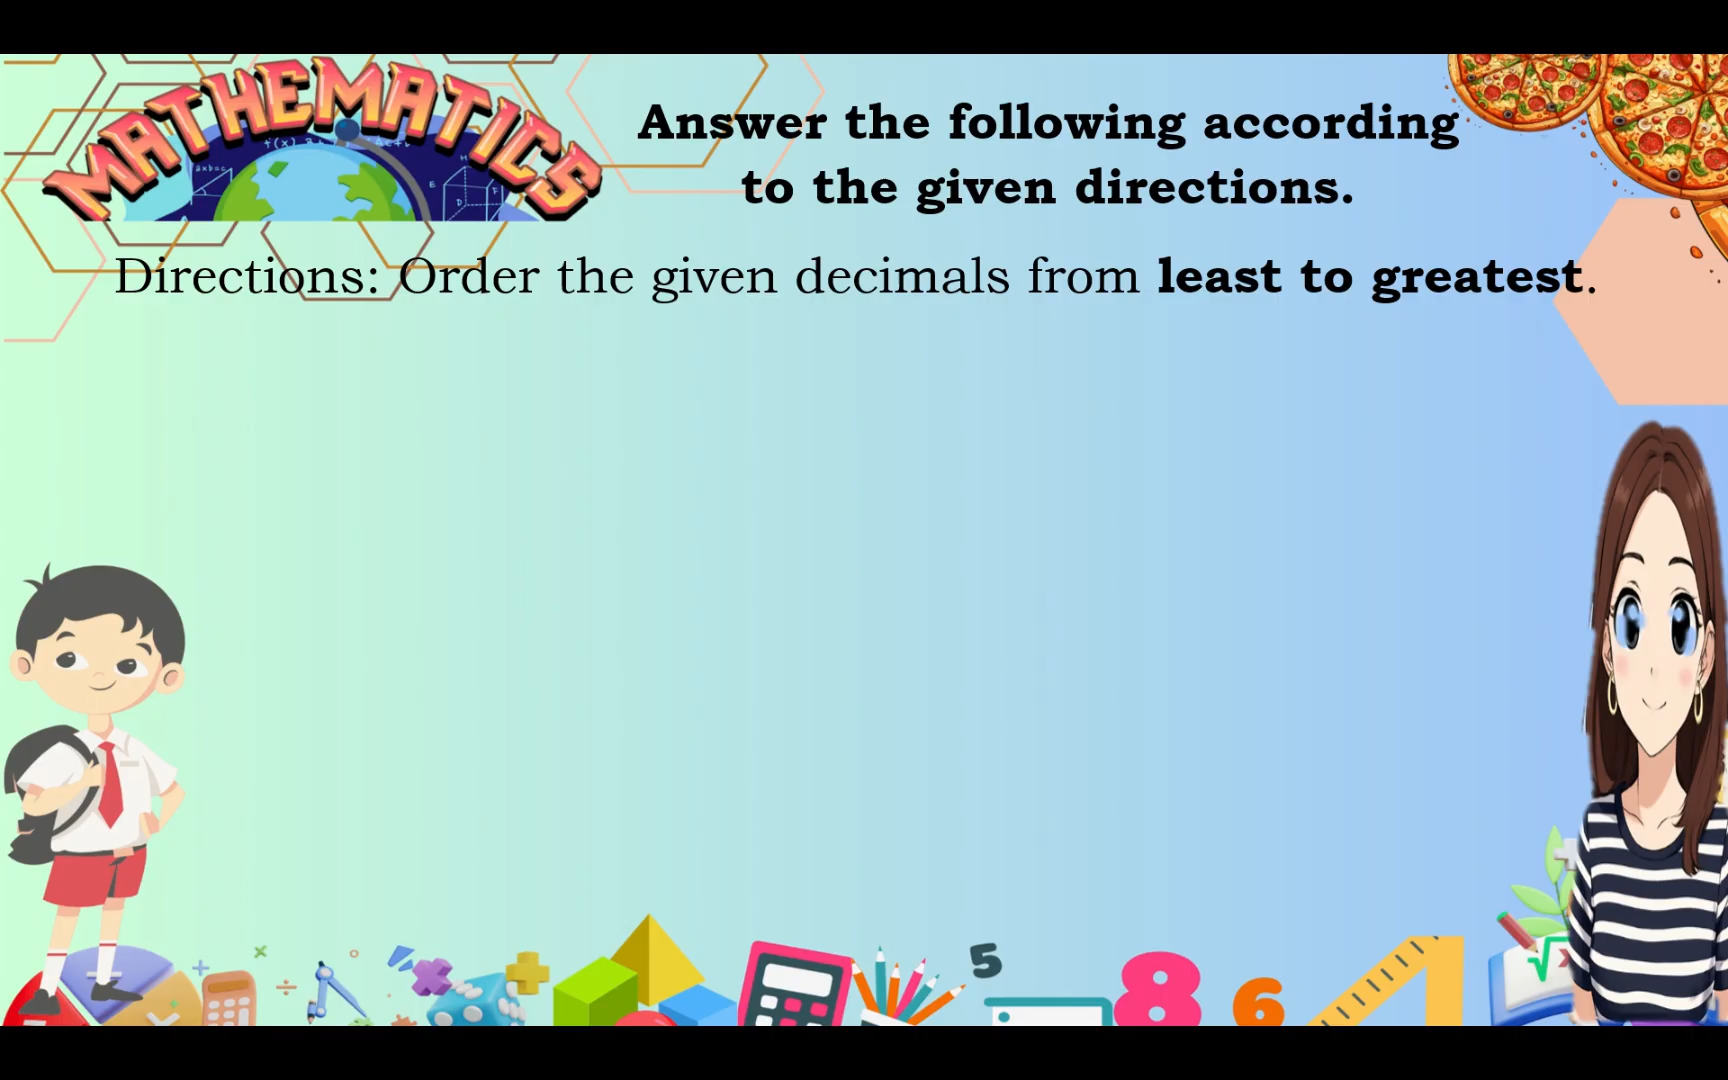 MATHEMATICS
Answer the following according
to the given directions.
Directions: Order the given decimals from least to greatest.
5
8
6